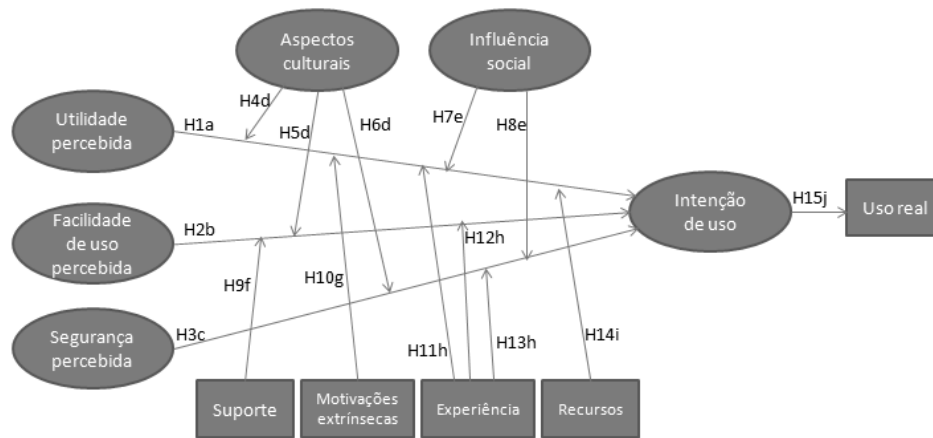 Aspectos
culturais
Influência
social
H4d
H7e
Utilidade
percebida
H1a
H5d
H6d
H8e
Intenção
de uso
H15j
Uso real
Facilidade
de uso
percebida
H2b
H12h
H9f
H10g
Segurança
percebida
H3c
H11h
H13h
H14i
Suporte
Motivações
extrínsecas
Experiência
Recursos